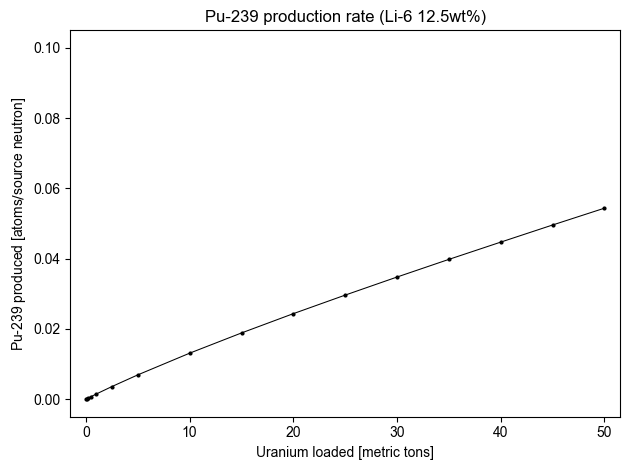 Pu-239 production rate (Li-6 12.5wt%)
Pu-239 produced [atoms/source neutron]
0.10
0.08
0.06
0.04
0.02
0.00
0 10 20 30 40 50
Uranium loaded [metric tons]